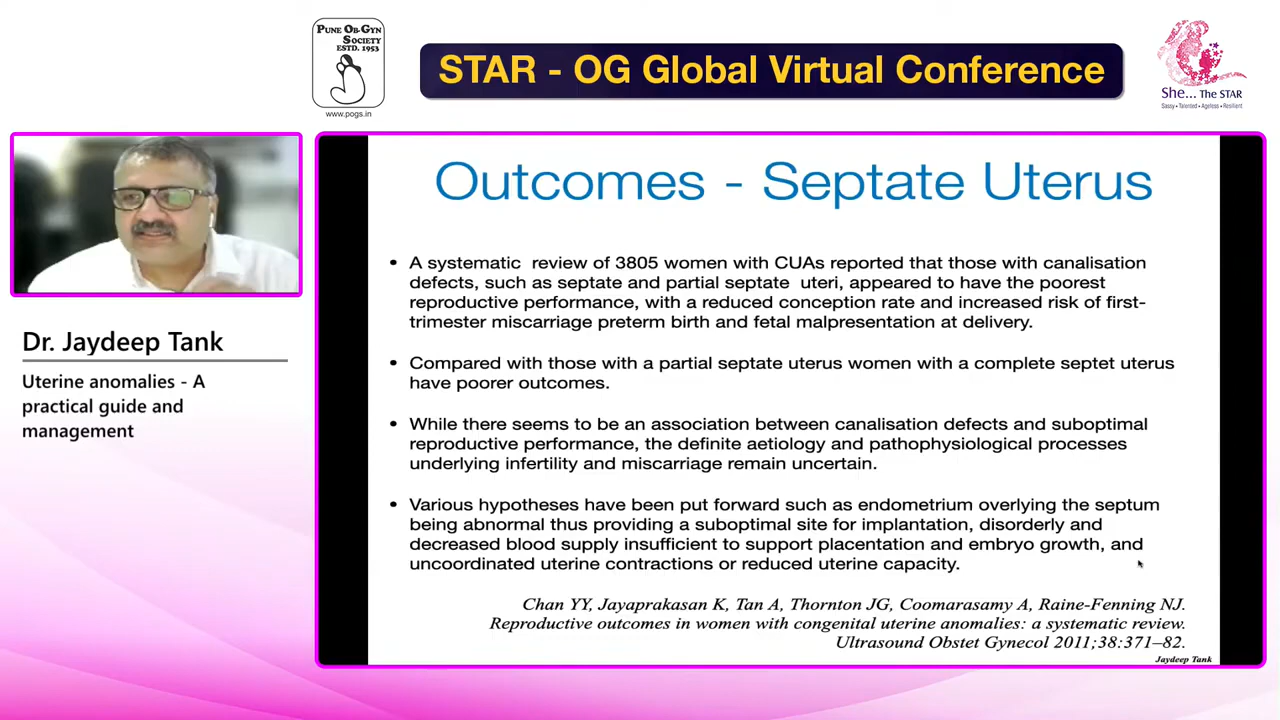 PUNE OB-GYN
SOCIETY
ESTD. 1953
www.pogs.in
STAR - OG Global Virtual Conference
She... The STAR
Sassy • Talented • Ageless • Resilient
Dr. Jaydeep Tank
Uterine anomalies - A
practical guide and
management
Outcomes - Septate Uterus
• A systematic review of 3805 women with CUAs reported that those with canalisation
defects, such as septate and partial septate uteri, appeared to have the poorest
reproductive performance, with a reduced conception rate and increased risk of first-
trimester miscarriage preterm birth and fetal malpresentation at delivery.
• Compared with those with a partial septate uterus women with a complete septet uterus
have poorer outcomes.
• While there seems to be an association between canalisation defects and suboptimal
reproductive performance, the definite aetiology and pathophysiological processes
underlying infertility and miscarriage remain uncertain.
• Various hypotheses have been put forward such as endometrium overlying the septum
being abnormal thus providing a suboptimal site for implantation, disorderly and
decreased blood supply insufficient to support placentation and embryo growth, and
uncoordinated uterine contractions or reduced uterine capacity.
Chan YY, Jayaprakasan K, Tan A, Thornton JG, Coomarasamy A, Raine-Fenning NJ.
Reproductive outcomes in women with congenital uterine anomalies: a systematic review.
Ultrasound Obstet Gynecol 2011;38:371–82.
Jaydeep Tank